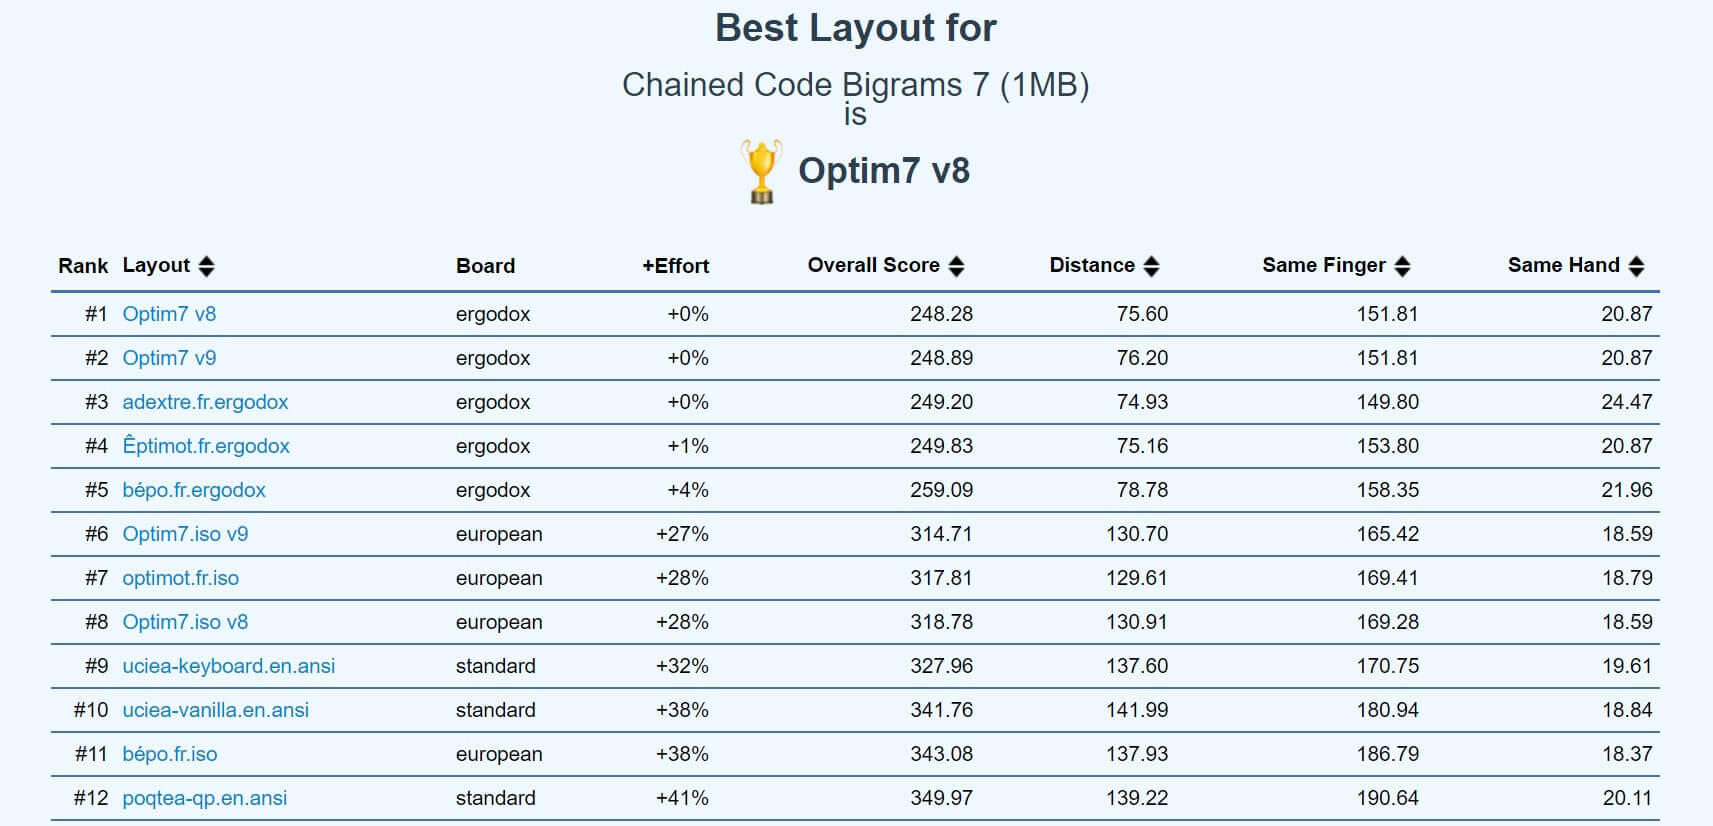 Best Layout for
Chained Code Bigrams 7 (1MB)
is
Optim7 v8
Rank Layout Board +Effort Overall Score Distance Same Finger Same Hand
#1 Optim7 v8 ergodox +0% 248.28 75.60 151.81 20.87
#2 Optim7 v9 ergodox +0% 248.89 76.20 151.81 20.87
#3 adextre.fr.ergodox ergodox +0% 249.20 74.93 149.80 24.47
#4 Êptimot.fr.ergodox ergodox +1% 249.83 75.16 153.80 20.87
#5 bépo.fr.ergodox ergodox +4% 259.09 78.78 158.35 21.96
#6 Optim7.iso v9 european +27% 314.71 130.70 165.42 18.59
#7 optimot.fr.iso european +28% 317.81 129.61 169.41 18.79
#8 Optim7.iso v8 european +28% 318.78 130.91 169.28 18.59
#9 uciea-keyboard.en.ansi standard +32% 327.96 137.60 170.75 19.61
#10 uciea-vanilla.en.ansi standard +38% 341.76 141.99 180.94 18.84
#11 bépo.fr.iso european +38% 343.08 137.93 186.79 18.37
#12 poqtea-qp.en.ansi standard +41% 349.97 139.22 190.64 20.11